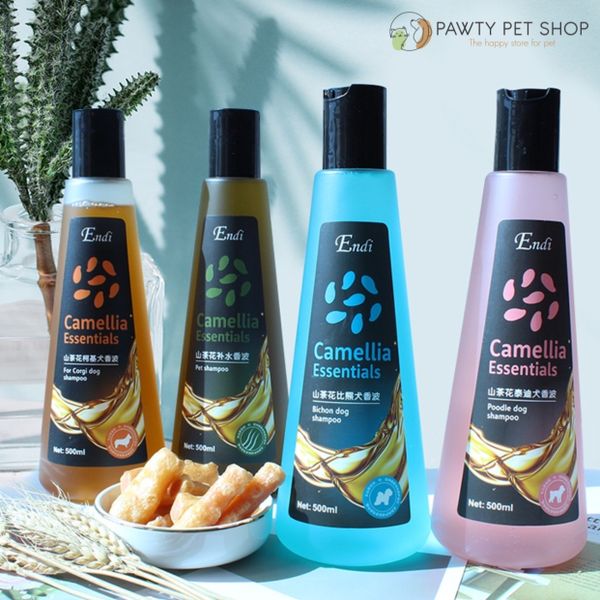 PAWTY PET SHOP
The happy store for pet
Endi
Camellia
Essentials
山茶花柯基犬香波
For Corgi dog
shampoo
Net: 500ml
Endi
Camellia
Essentials
山茶花补水香波
Pet shampoo
Net: 500ml
Endi
Camellia
Essentials
山茶花比熊犬香波
Bichon dog
shampoo
Net: 500ml
Endi
Camellia
Essentials
山茶花泰迪犬香波
Poodle dog
shampoo
Net: 500ml